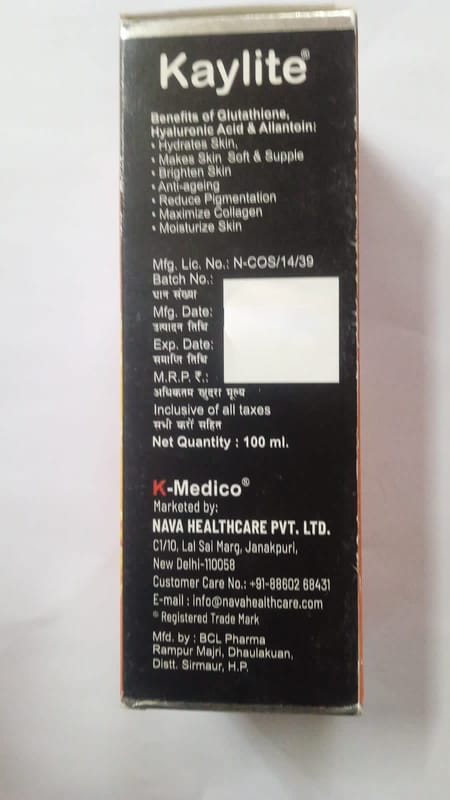 Kaylite®
Benefits of Glutathione,
Hyaluronic Acid & Allantoin:
• Hydrates Skin,
• Makes Skin Soft & Supple
• Brighten Skin
• Anti-ageing
• Reduce Pigmentation
• Maximize Collagen
• Moisturize Skin
Mfg. Lic. No.: N-COS/14/39
Batch No.:
घान संख्या
Mfg. Date:
उत्पादन तिथि
Exp. Date:
समाप्ति तिथि
M.R.P. ₹.:
अधिकतम खुदरा मूल्य
Inclusive of all taxes
सभी करों सहित
Net Quantity : 100 ml.
K-Medico®
Marketed by:
NAVA HEALTHCARE PVT. LTD.
C1/10, Lal Sai Marg, Janakpuri,
New Delhi-110058
Customer Care No.: +91-88602 68431
E-mail : info@navahealthcare.com
® Registered Trade Mark
Mfd. by : BCL Pharma
Rampur Majri, Dhaulakuan,
Distt. Sirmaur, H.P.